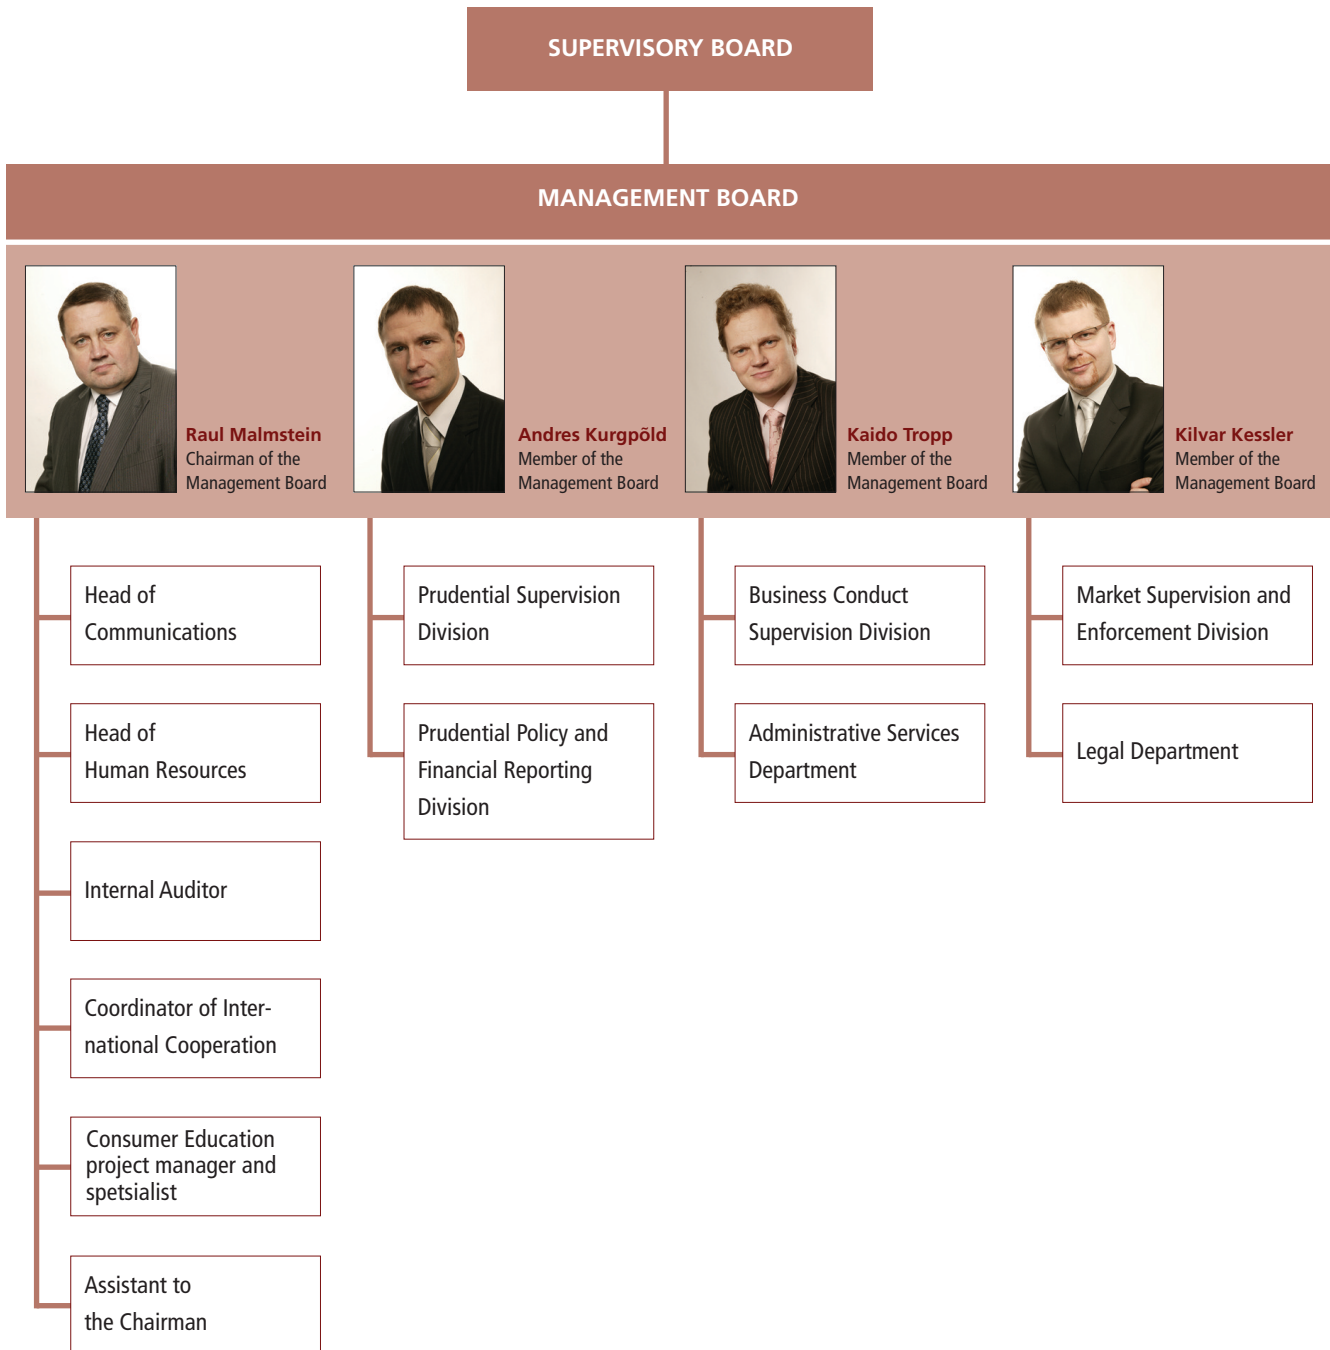 SUPERVISORY BOARD
MANAGEMENT BOARD
Raul Malmstein
Chairman of the
Management Board
Andres Kurgpõld
Member of the
Management Board
Kaido Tropp
Member of the
Management Board
Kilvar Kessler
Member of the
Management Board
Head of
Communications
Head of
Human Resources
Internal Auditor
Coordinator of Inter-
national Cooperation
Consumer Education
project manager and
spetsialist
Assistant to
the Chairman
Prudential Supervision
Division
Prudential Policy and
Financial Reporting
Division
Business Conduct
Supervision Division
Administrative Services
Department
Market Supervision and
Enforcement Division
Legal Department